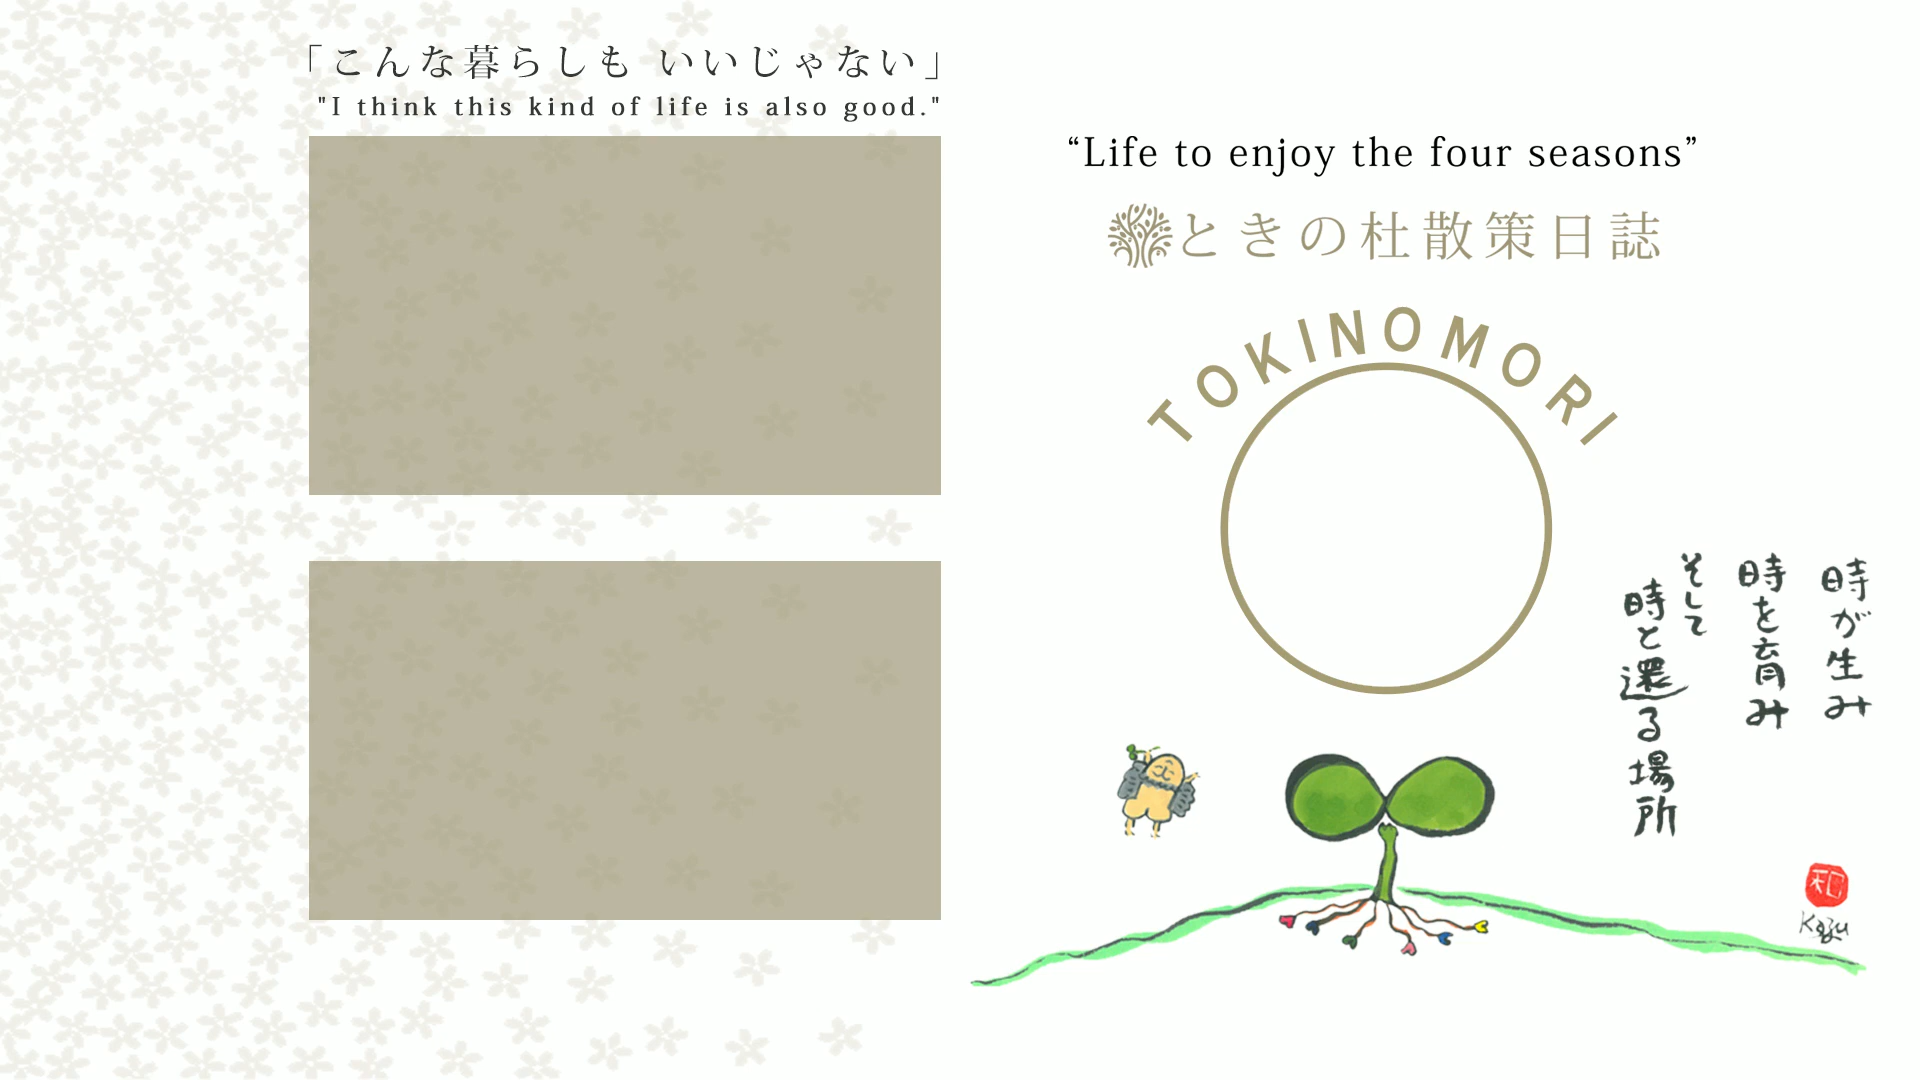 「こんな暮らしも いいじゃない」
"I think this kind of life is also good."
“Life to enjoy the four seasons”
ときの杜散策日誌
TOKINOMORI
時が生み
時を育み
そして
時と還る場所
和
Kazu